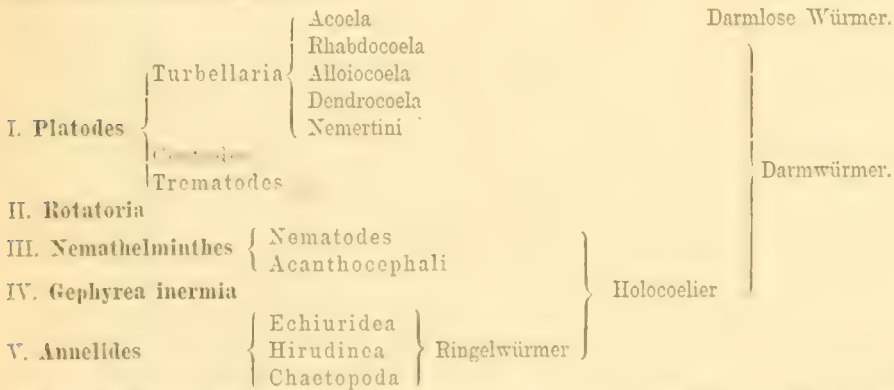 Acoela Darmlose Würmer.
Rhabdocoela
Turbellaria Alloiocoela
Dendrocoela
I. Platodes Nemertini
Darmwürmer.
Trematodes
II. Rotatoria
III. Nemathelminthes Nematodes
Acanthocephali
IV. Gephyrea inermia Holocoelier
Echiuridea
V. Annelides Hirudinea Ringelwürmer
Chaetopoda